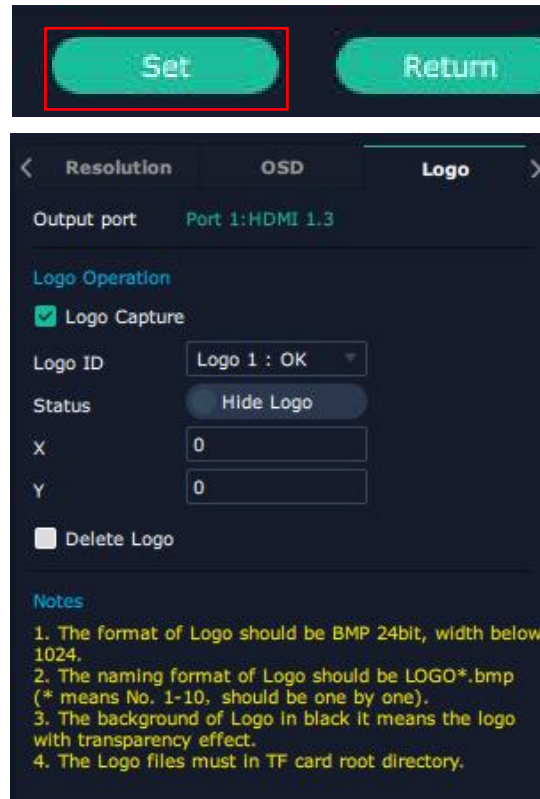 Set Return
Resolution OSD Logo
Output port Port 1:HDMI 1.3
Logo Operation
Logo Capture
Logo ID Logo 1 : OK
Status Hide Logo
X 0
Y 0
Delete Logo
Notes
1. The format of Logo should be BMP 24bit, width below
1024.
2. The naming format of Logo should be LOGO*.bmp
(* means No. 1-10, should be one by one).
3. The background of Logo in black it means the logo
with transparency effect.
4. The Logo files must in TF card root directory.